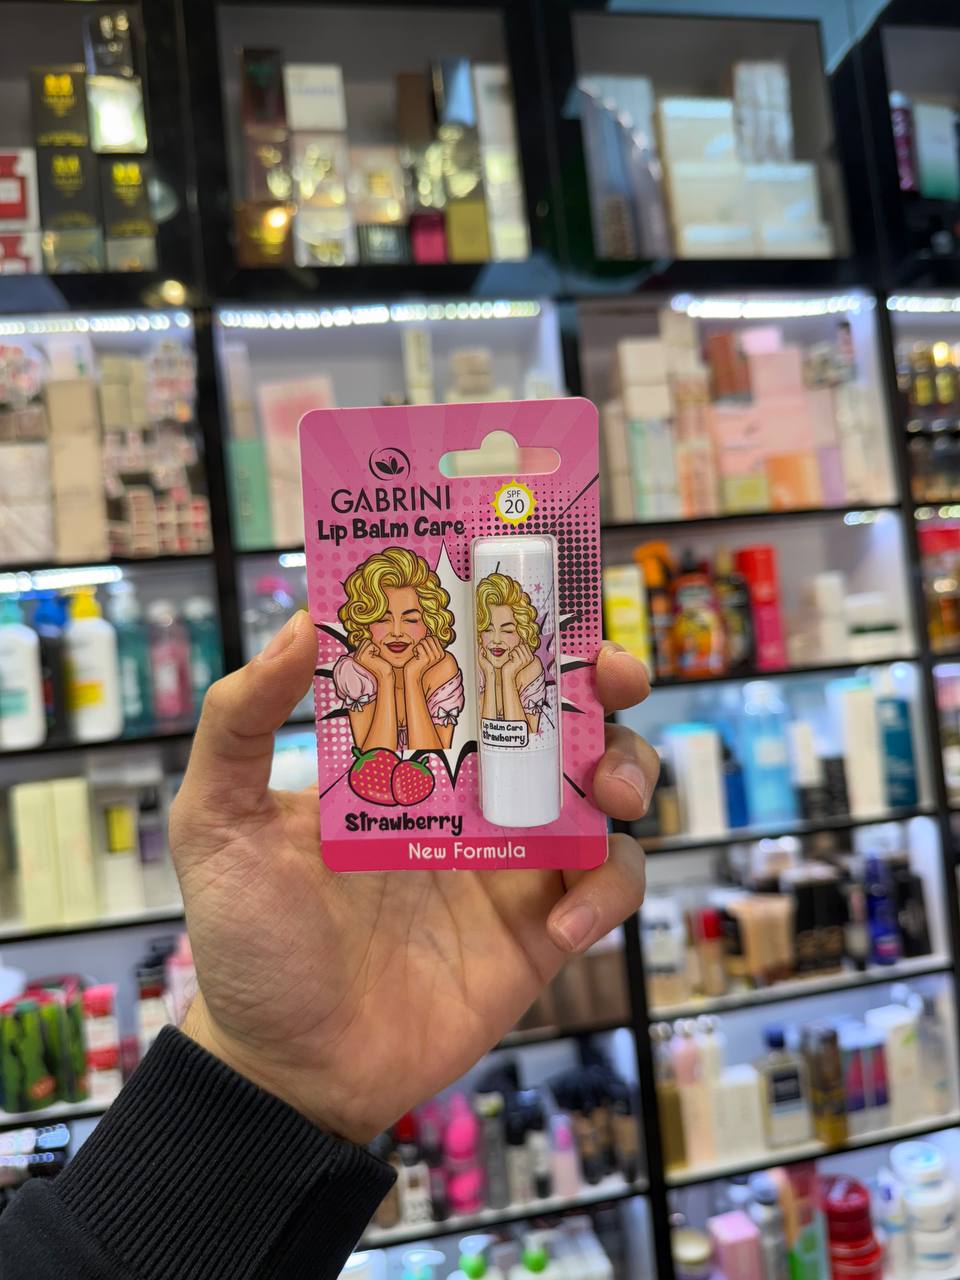 GABRINI
Lip Balm Care
SPF
20
Lip Balm Care
Strawberry
Strawberry
New Formula